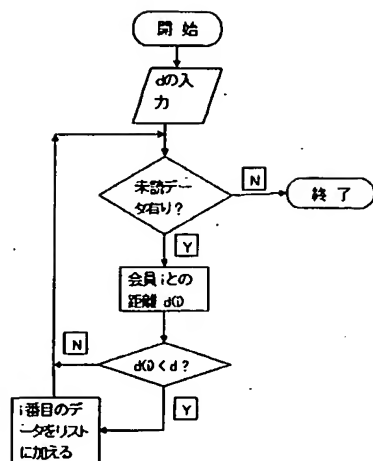 開 始
dの入
力
未読デー
タ有り?
N
終 了
Y
会員iとの
距離 d(i)
d(i)<d?
N
Y
i番目のデ
ータをリスト
に加える